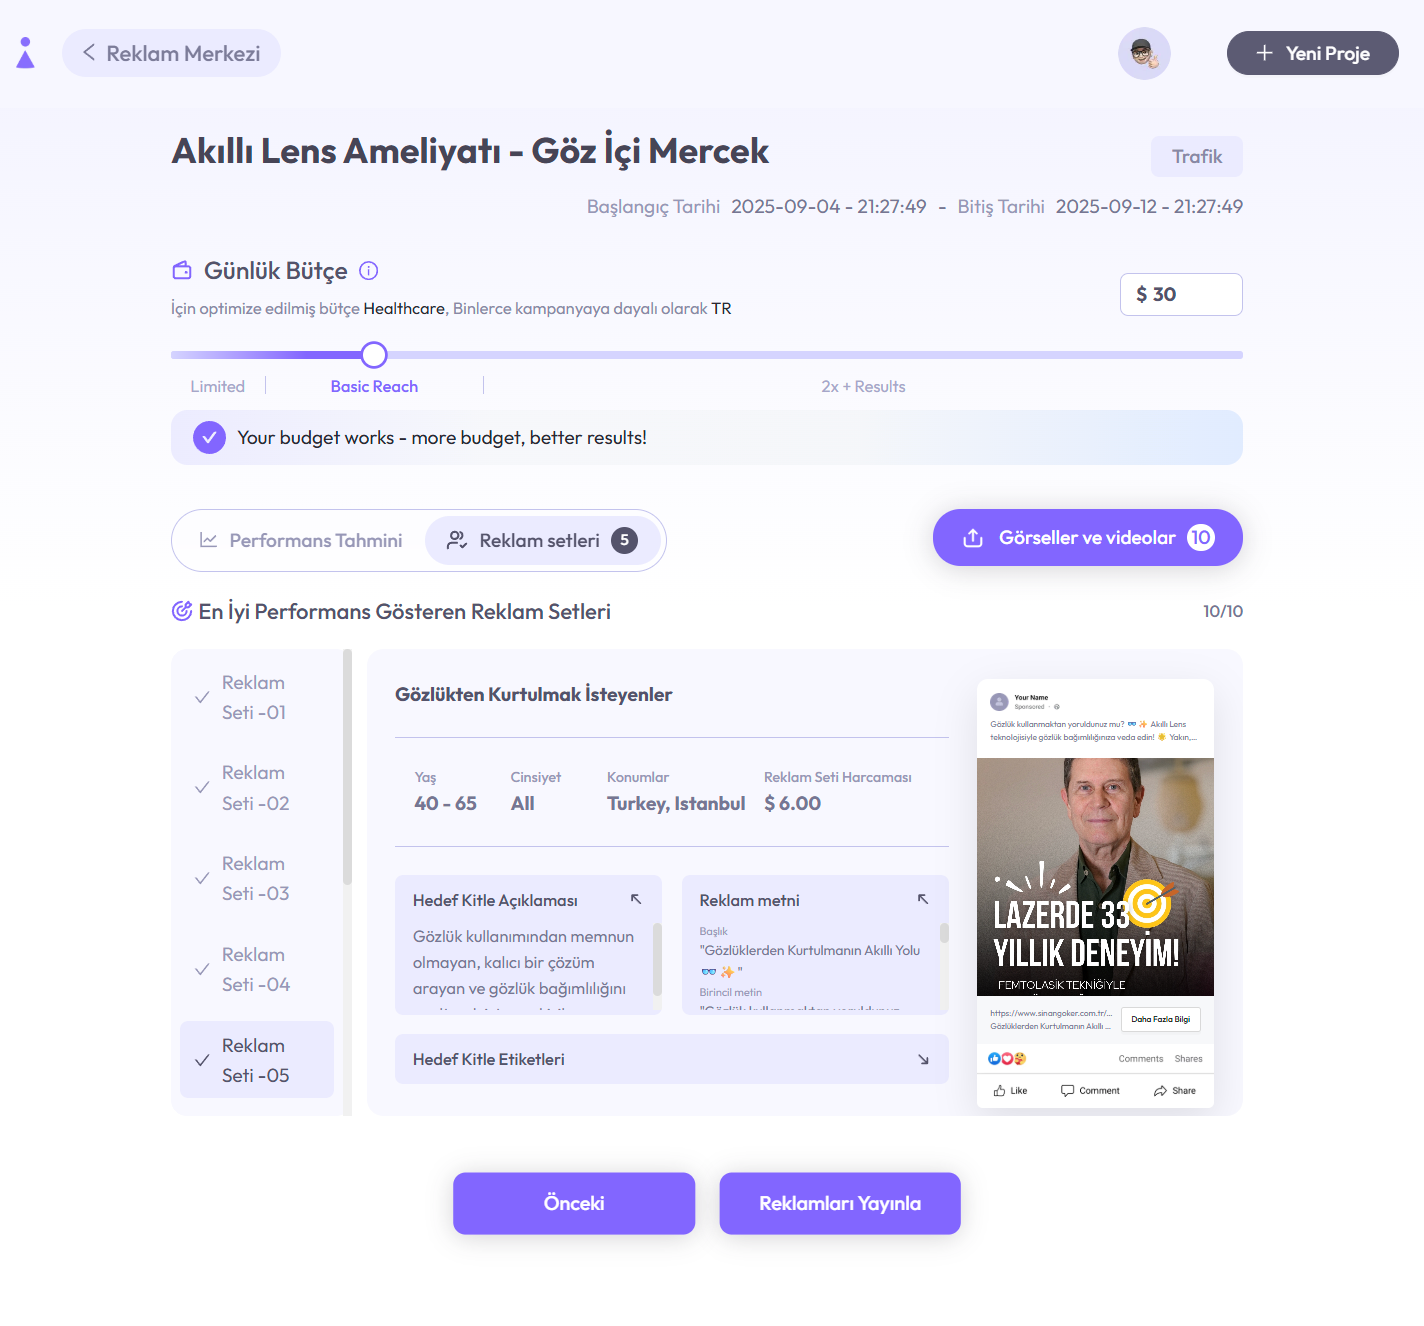 Reklam Merkezi
Yeni Proje
Akıllı Lens Ameliyatı - Göz İçi Mercek
Trafik
Başlangıç Tarihi 2025-09-04 - 21:27:49 - Bitiş Tarihi 2025-09-12 - 21:27:49
Günlük Bütçe
İçin optimize edilmiş bütçe Healthcare, Binlerce kampanyaya dayalı olarak TR
$ 30
Limited
Basic Reach
2x + Results
Your budget works - more budget, better results!
Performans Tahmini
Reklam setleri 5
Görseller ve videolar 10
En İyi Performans Gösteren Reklam Setleri
10/10
Reklam
Seti -01
Reklam
Seti -02
Reklam
Seti -03
Reklam
Seti -04
Reklam
Seti -05
Gözlükten Kurtulmak İsteyenler
Yaş
40 - 65
Cinsiyet
All
Konumlar
Turkey, Istanbul
Reklam Seti Harcaması
$ 6.00
Hedef Kitle Açıklaması
Gözlük kullanımından memnun
olmayan, kalıcı bir çözüm
arayan ve gözlük bağımlılığını
Reklam metni
Başlık
"Gözlüklerden Kurtulmanın Akıllı Yolu
👓 ✨ "
Birincil metin
"Gözlük kullanmaktan yoruldunuz
Hedef Kitle Etiketleri
Your Name
Sponsored
Gözlük kullanmaktan yoruldunuz mu? 👓 ✨ Akıllı Lens
teknolojisiyle gözlük bağımlılığınıza veda edin! 🌟 Yakın,...
LAZERDE 33
YILLIK DENEYİM!
FEMTOLASİK TEKNİĞİYLE
https://www.sinangoker.com.tr/...
Gözlüklerden Kurtulmanın Akıllı ...
Daha Fazla Bilgi
Comments Shares
Like
Comment
Share
Önceki
Reklamları Yayınla